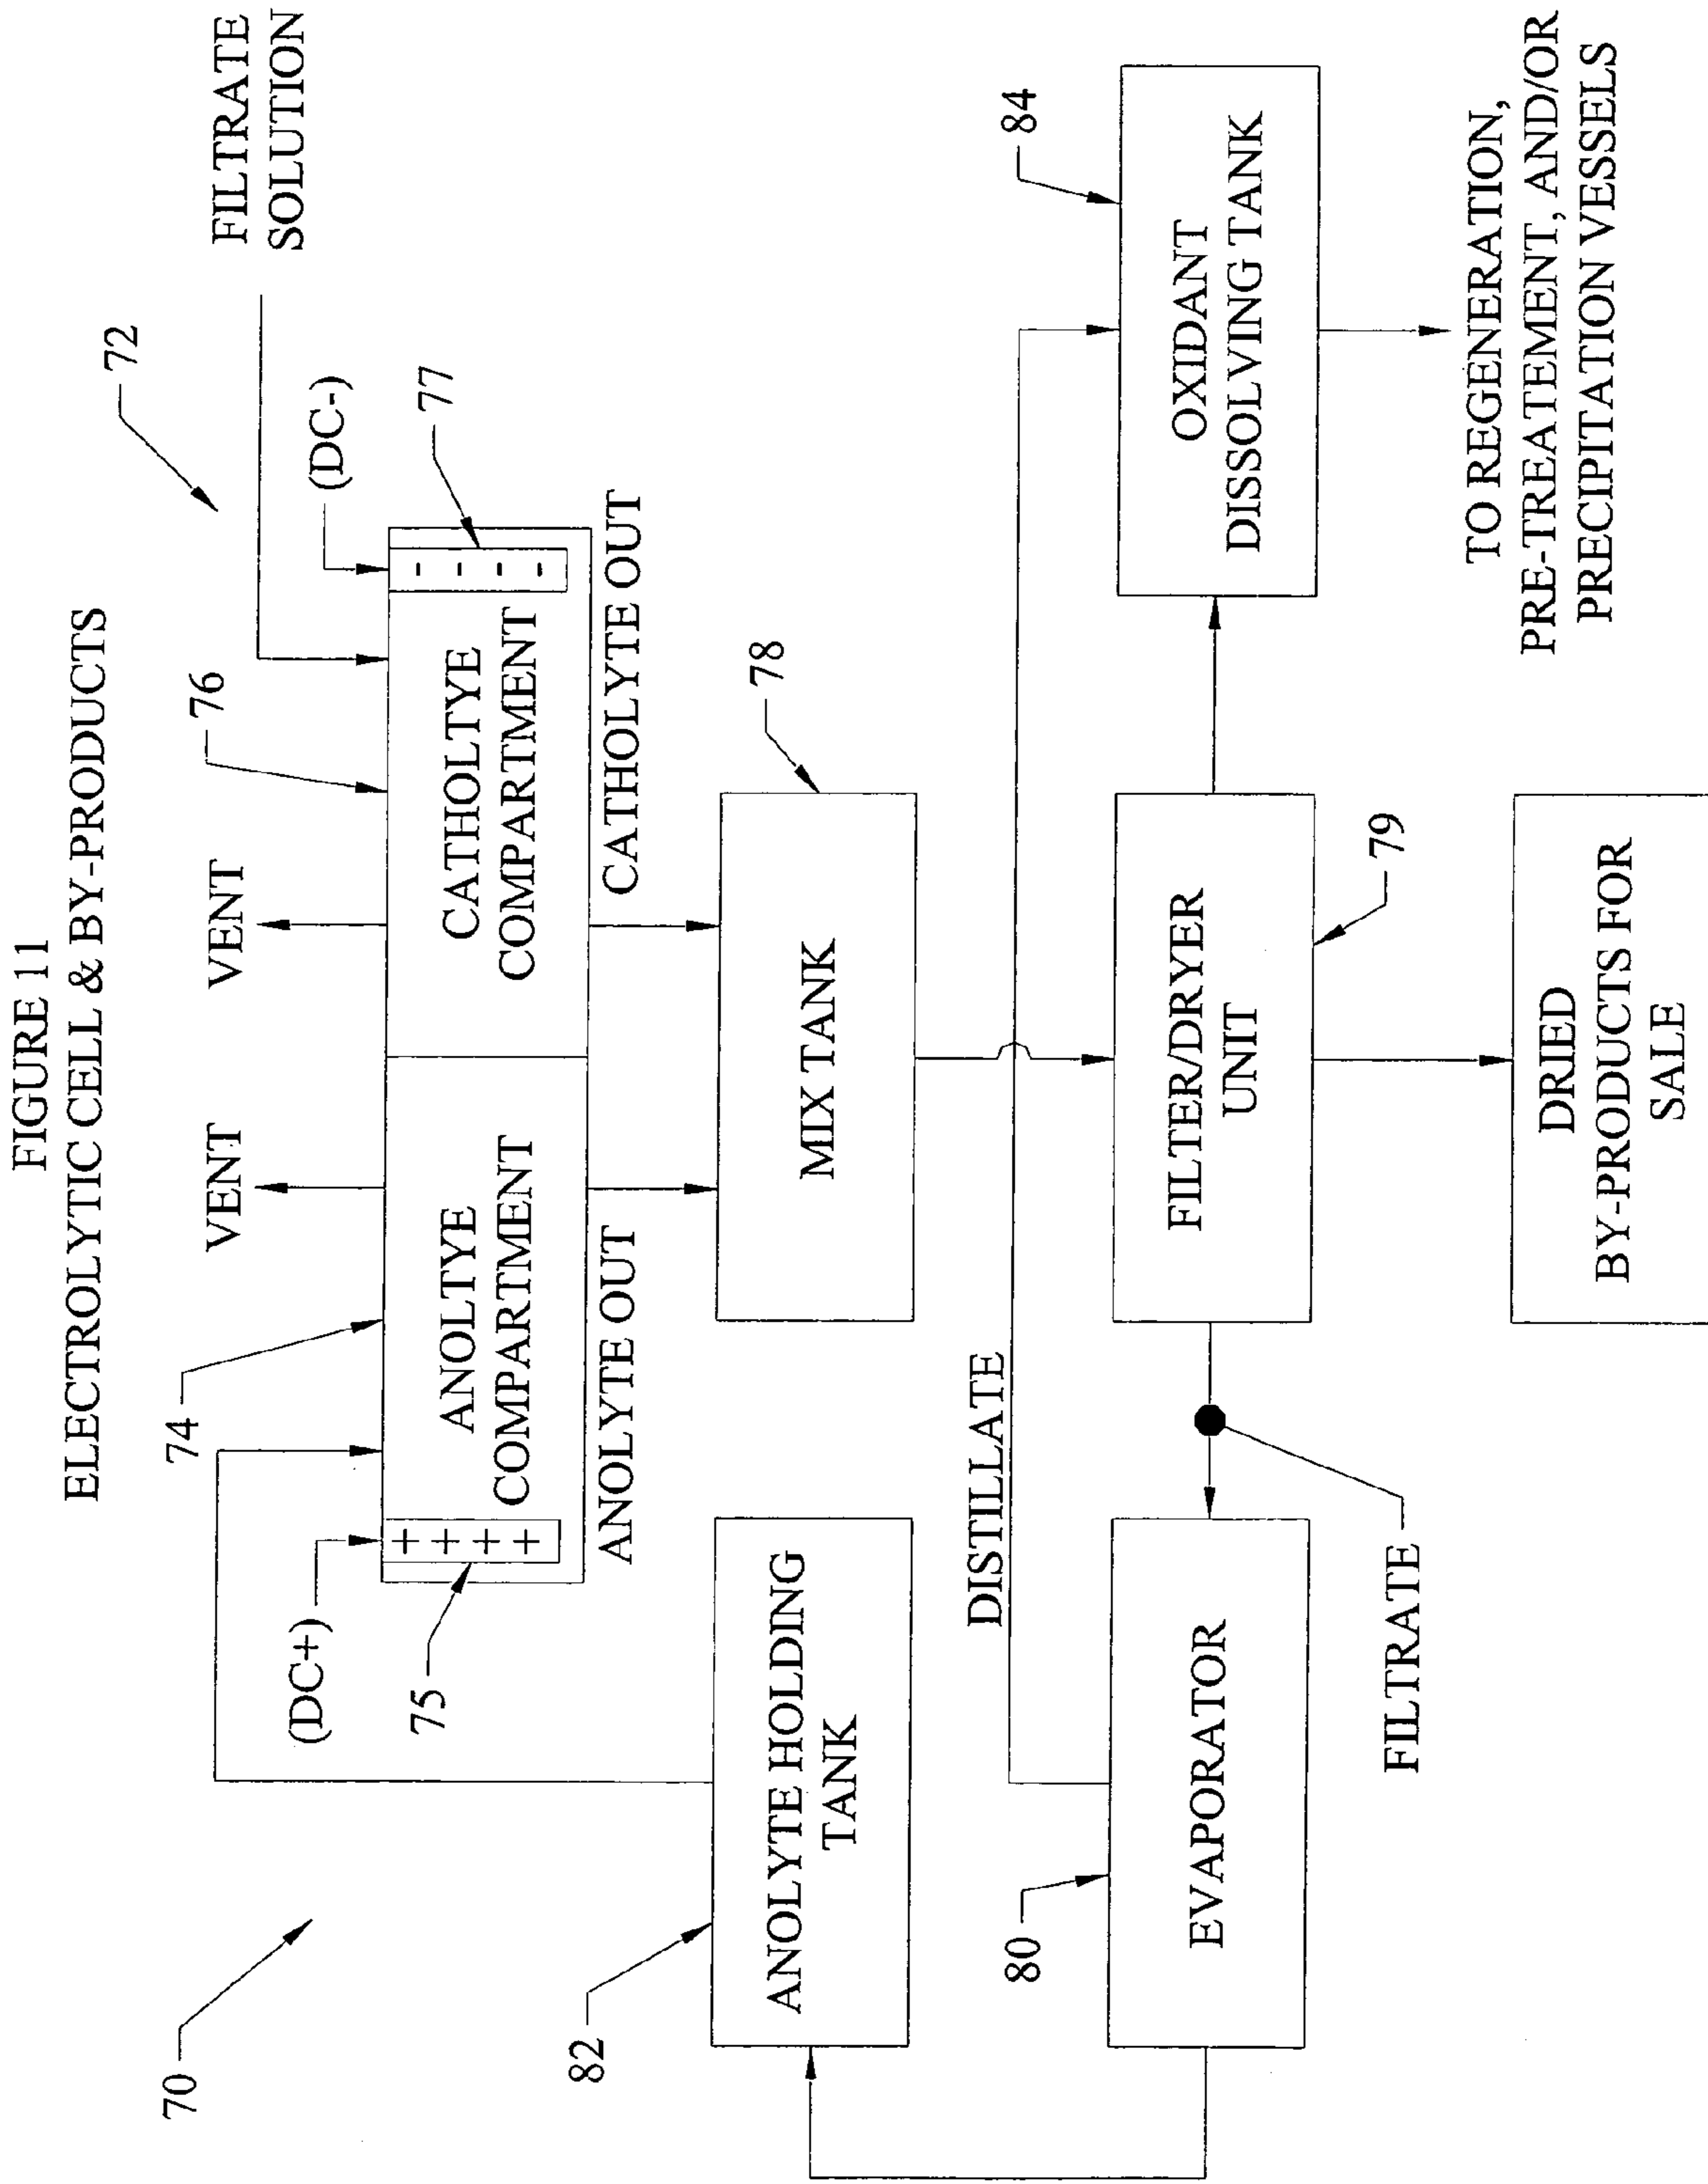 FIGURE 11
ELECTROLYTIC CELL & BY-PRODUCTS
70
72
FILTRATE
SOLUTION
VENT
VENT
74
76
(DC+)
(DC-)
75
77
+ + + +
- - - -
ANOLTYE
COMPARTMENT
CATHOLTYE
COMPARTMENT
ANOLYTE OUT
CATHOLYTE OUT
82
ANOLYTE HOLDING
TANK
MIX TANK
78
DISTILLATE
80
EVAPORATOR
FILTER/DRYER
UNIT
79
84
OXIDANT
DISSOLVING TANK
FILTRATE
DRIED
BY-PRODUCTS FOR
SALE
TO REGENERATION,
PRE-TREATEMENT, AND/OR
PRECIPITATION VESSELS